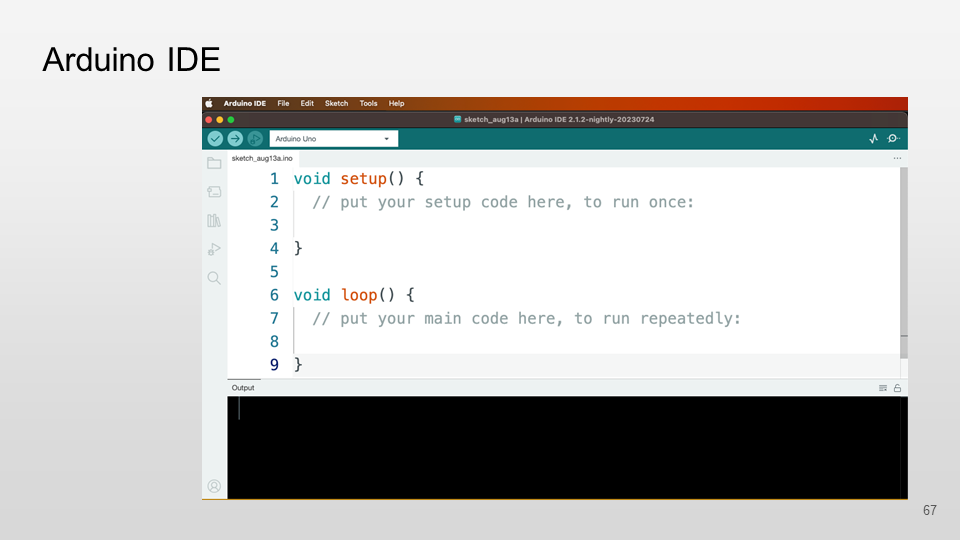 Arduino IDE
Arduino IDE File Edit Sketch Tools Help
sketch_aug13a | Arduino IDE 2.1.2-nightly-20230724
Arduino Uno
sketch_aug13a.ino
1 void setup() {
2 // put your setup code here, to run once:
3
4 }
5
6 void loop() {
7 // put your main code here, to run repeatedly:
8
9 }
Output
67